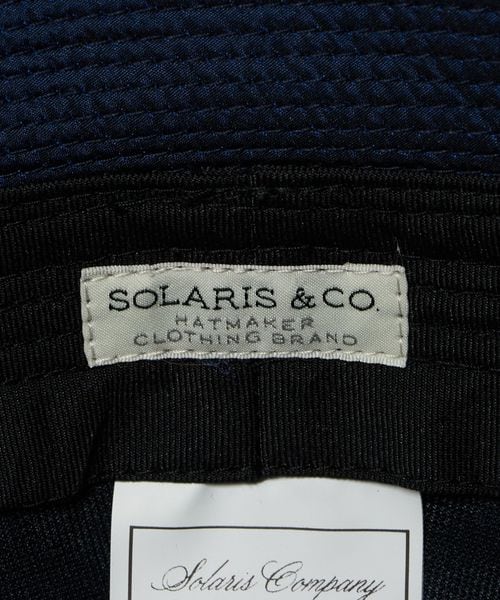 SOLARIS & CO.
HATMAKER
CLOTHING BRAND
Solaris Company